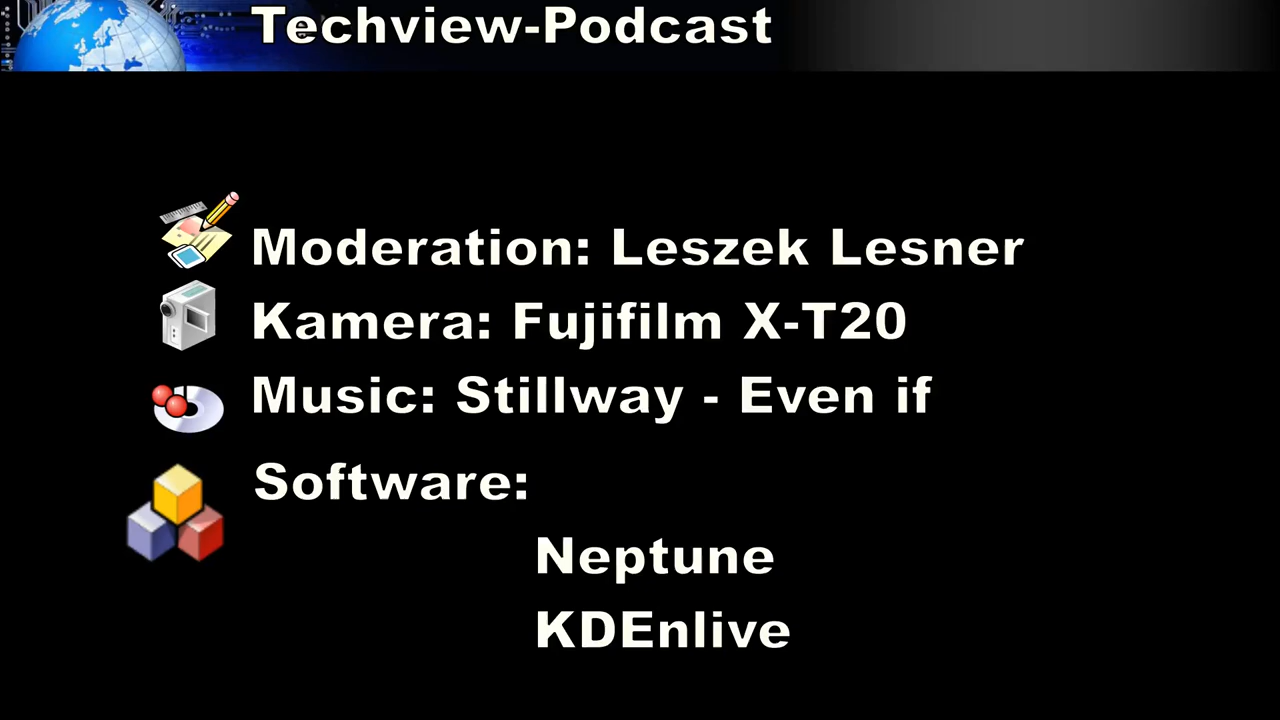 Techview-Podcast
Moderation: Leszek Lesner
Kamera: Fujifilm X-T20
Music: Stillway - Even if
Software:
Neptune
KDEnlive